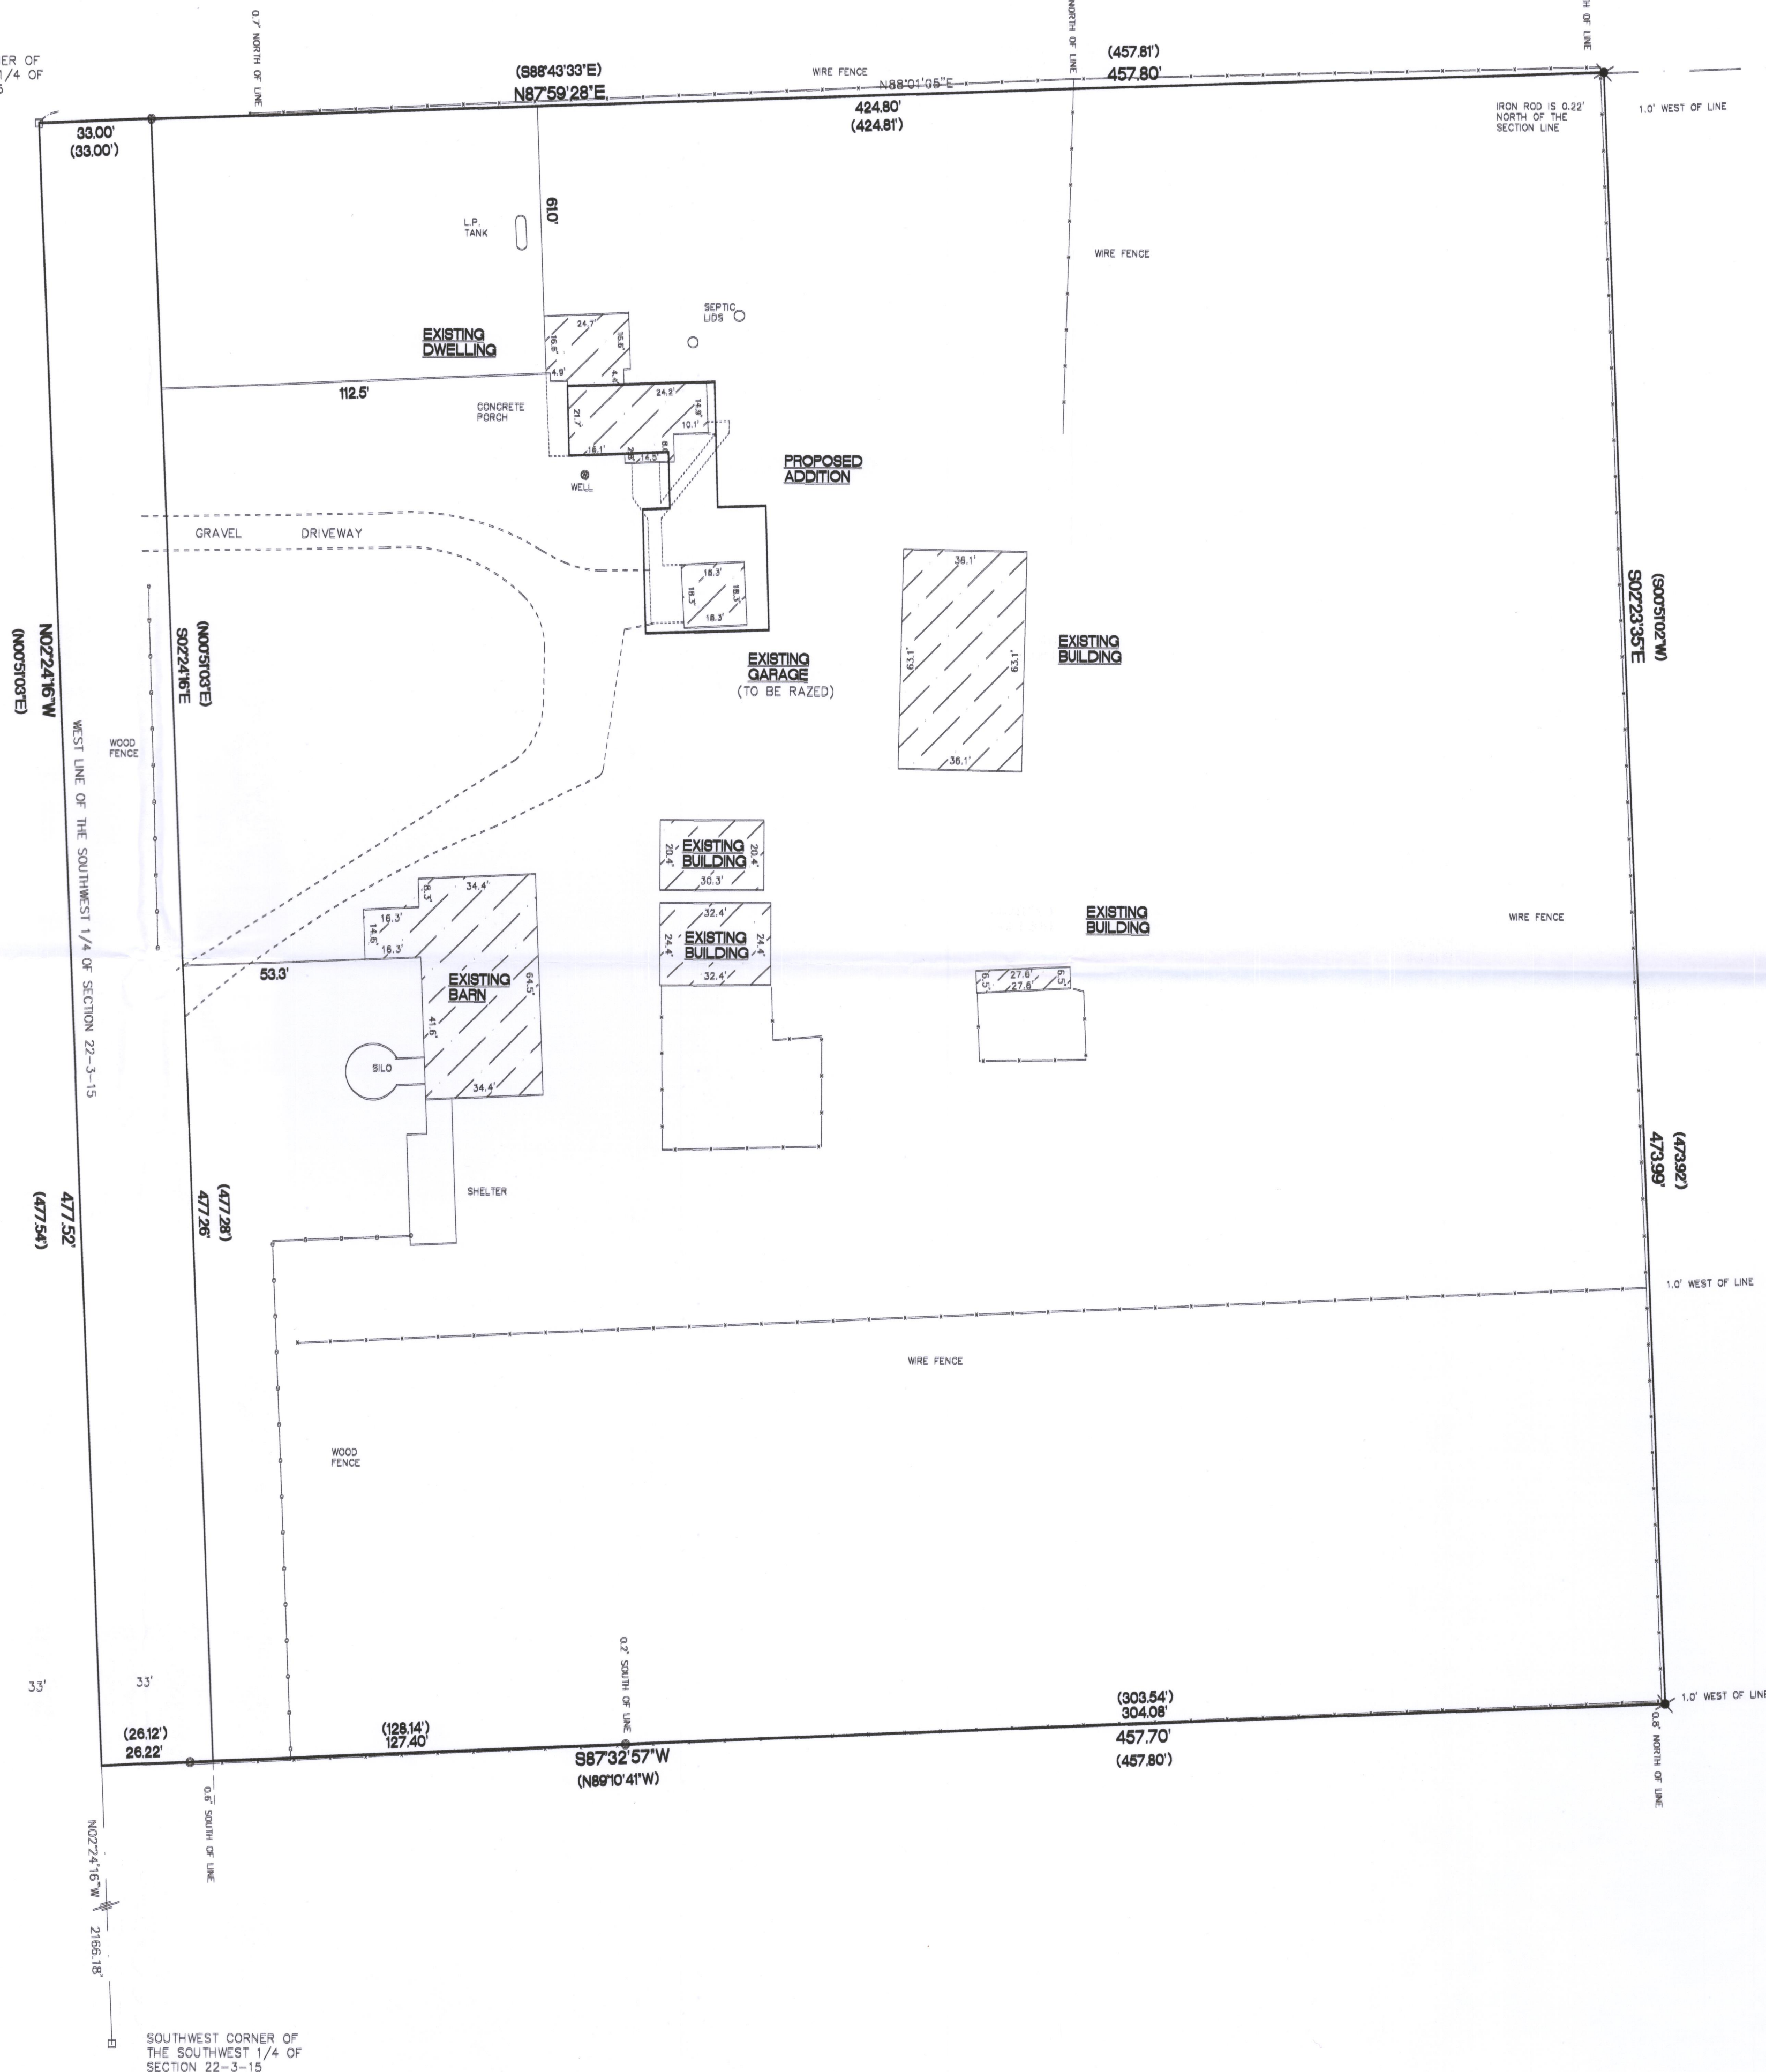 ER OF
1/4 OF
0.7' NORTH OF LINE
NORTH OF LINE
H OF LINE
(S88°43'33"E)
N87°59'28"E
WIRE FENCE
N88°01'05"E
(457.81')
457.80'
424.80'
(424.81')
33.00'
(33.00')
IRON ROD IS 0.22'
NORTH OF THE
SECTION LINE
1.0' WEST OF LINE
61.0'
L.P.
TANK
WIRE FENCE
SEPTIC
LIDS
EXISTING
DWELLING
24.7'
16.6'
16.6'
4.9'
4.4'
112.5'
CONCRETE
PORCH
24.2'
21.7'
14.9'
10.1'
16.1'
14.5'
WELL
PROPOSED
ADDITION
GRAVEL DRIVEWAY
18.3'
18.3'
18.3'
18.3'
EXISTING
GARAGE
(TO BE RAZED)
36.1'
63.1'
63.1'
36.1'
EXISTING
BUILDING
(S00°51'02"W)
S02°23'35"E
(N00°51'03"E)
S02°24'16"E
N02°24'16"W
(N00°51'03"E)
WOOD
FENCE
WEST LINE OF THE SOUTHWEST 1/4 OF SECTION 22-3-15
20.4'
EXISTING
BUILDING
20.4'
30.3'
32.4'
24.4'
EXISTING
BUILDING
24.4'
32.4'
34.4'
8.3'
16.3'
14.6'
16.3'
53.3'
EXISTING
BARN
64.5'
41.6'
34.4'
SILO
SHELTER
EXISTING
BUILDING
6.5'
27.6'
27.6'
6.5'
WIRE FENCE
(473.92')
473.99'
(477.28')
477.26'
477.52'
(477.54')
1.0' WEST OF LINE
WIRE FENCE
WOOD
FENCE
33'
33'
(26.12')
26.22'
(128.14')
127.40'
0.2' SOUTH OF LINE
S87°32'57"W
(N89°10'41"W)
(303.54')
304.08'
457.70'
(457.80')
1.0' WEST OF LINE
0.8' NORTH OF LINE
0.6' SOUTH OF LINE
N02°24'16"W 2166.18'
SOUTHWEST CORNER OF
THE SOUTHWEST 1/4 OF
SECTION 22-3-15